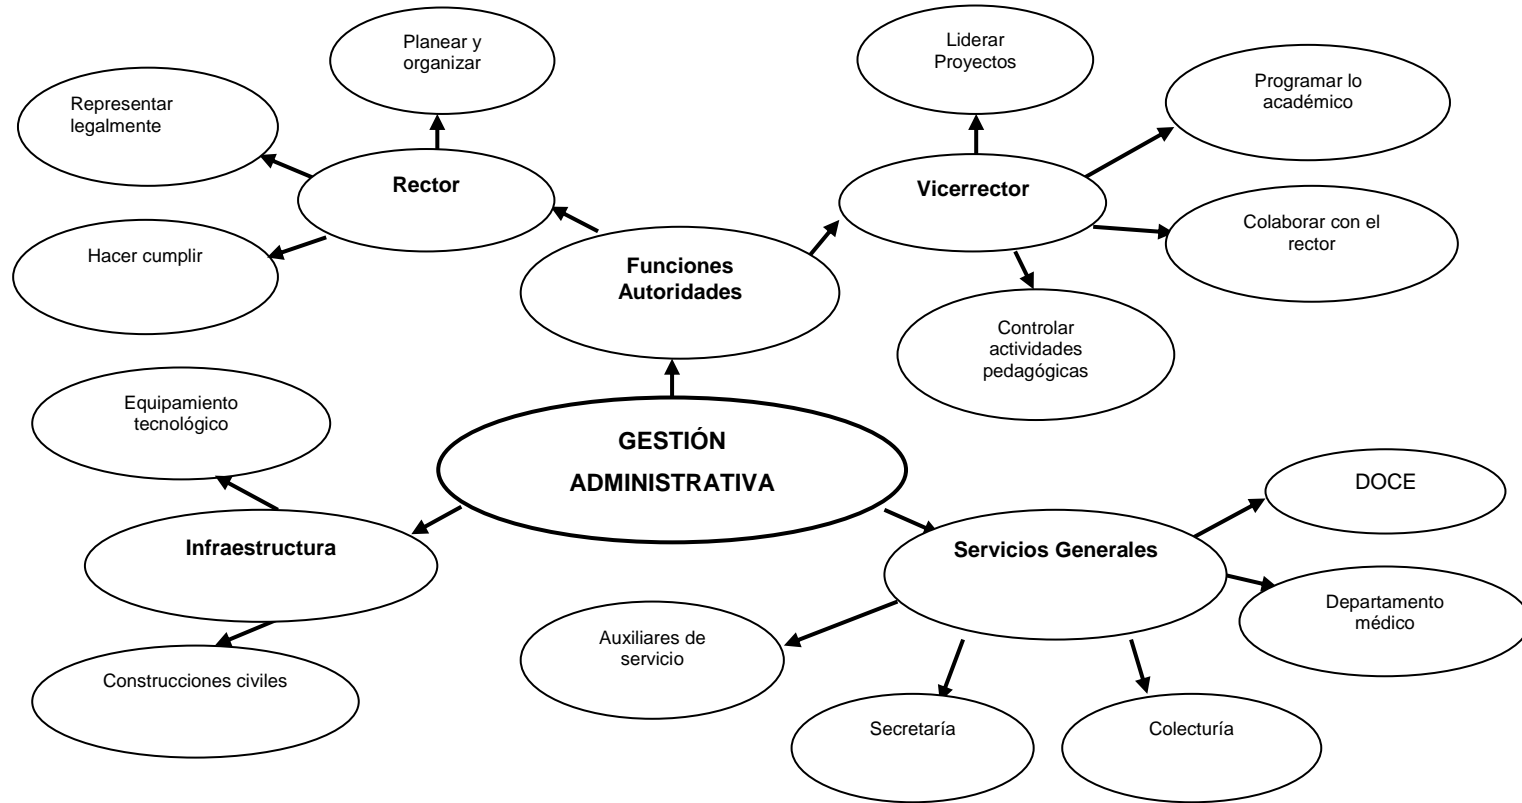 Planear y
organizar
Liderar
Proyectos
Representar
legalmente
Programar lo
académico
Rector
Vicerrector
Hacer cumplir
Colaborar con el
rector
Funciones
Autoridades
Controlar
actividades
pedagógicas
Equipamiento
tecnológico
GESTIÓN
ADMINISTRATIVA
DOCE
Infraestructura
Servicios Generales
Departamento
médico
Auxiliares de
servicio
Construcciones civiles
Secretaría
Colecturía